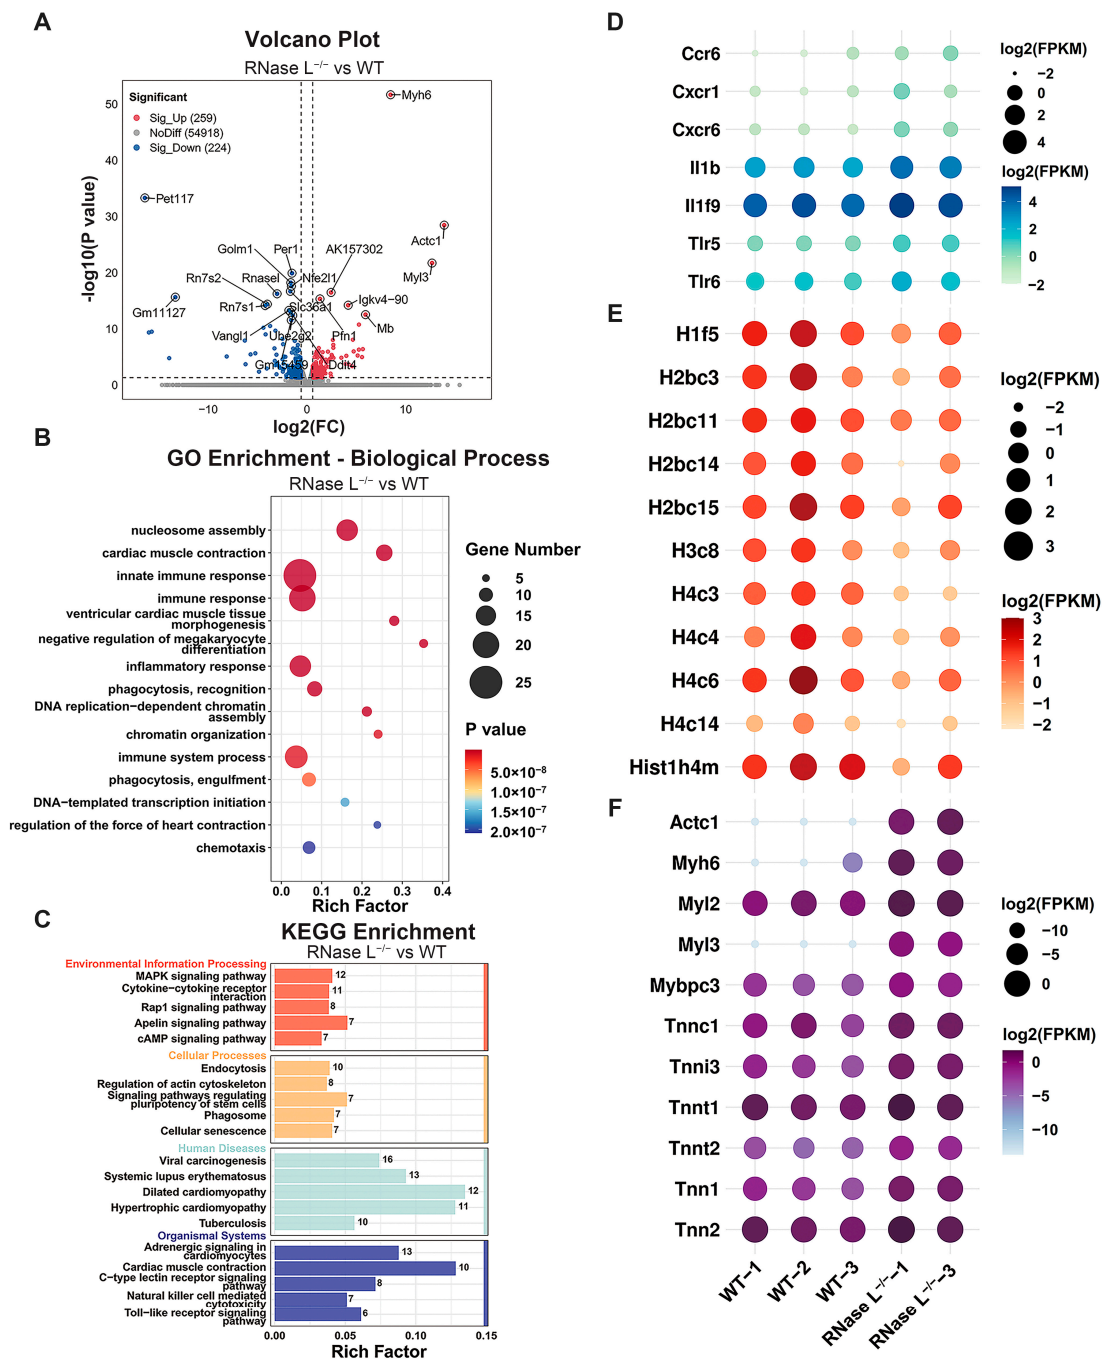 A
Volcano Plot
RNase L−/− vs WT
Significant
Sig_Up (259)
NoDiff (54918)
Sig_Down (224)
Myh6
Pet117
Actc1
Myl3
Golm1
Per1
AK157302
Rn7s2
Rnasel
Nfe2l1
Gm11127
Rn7s1
Slc36a1
Igkv4−90
Mb
Vangl1
Ube2g2
Pfn1
Gm15459
Ddit4
50
40
30
20
10
0
−10
0
10
-log10(P value)
log2(FC)
B
GO Enrichment - Biological Process
RNase L−/− vs WT
nucleosome assembly
cardiac muscle contraction
innate immune response
immune response
ventricular cardiac muscle tissue
morphogenesis
negative regulation of megakaryocyte
differentiation
inflammatory response
phagocytosis, recognition
DNA replication−dependent chromatin
assembly
chromatin organization
immune system process
phagocytosis, engulfment
DNA−templated transcription initiation
regulation of the force of heart contraction
chemotaxis
0.0
0.1
0.2
0.3
0.4
Rich Factor
Gene Number
5
10
15
20
25
P value
5.0×10−8
1.0×10−7
1.5×10−7
2.0×10−7
C
KEGG Enrichment
RNase L−/− vs WT
Environmental Information Processing
MAPK signaling pathway 12
Cytokine−cytokine receptor
interaction 11
Rap1 signaling pathway 8
Apelin signaling pathway 7
cAMP signaling pathway 7
Cellular Processes
Endocytosis 10
Regulation of actin cytoskeleton 8
Signaling pathways regulating
pluripotency of stem cells 7
Phagosome 7
Cellular senescence 7
Human Diseases
Viral carcinogenesis 16
Systemic lupus erythematosus 13
Dilated cardiomyopathy 12
Hypertrophic cardiomyopathy 11
Tuberculosis 10
Organismal Systems
Adrenergic signaling in
cardiomyocytes 13
Cardiac muscle contraction 10
C−type lectin receptor signaling
pathway 8
Natural killer cell mediated
cytotoxicity 7
Toll−like receptor signaling
pathway 6
0.00
0.05
0.10
0.15
Rich Factor
D
Ccr6
Cxcr1
Cxcr6
Il1b
Il1f9
Tlr5
Tlr6
log2(FPKM)
−2
0
2
4
log2(FPKM)
4
2
0
−2
E
H1f5
H2bc3
H2bc11
H2bc14
H2bc15
H3c8
H4c3
H4c4
H4c6
H4c14
Hist1h4m
log2(FPKM)
−2
−1
0
1
2
3
log2(FPKM)
3
2
1
0
−1
−2
F
Actc1
Myh6
Myl2
Myl3
Mybpc3
Tnnc1
Tnni3
Tnnt1
Tnnt2
Tnn1
Tnn2
log2(FPKM)
−10
−5
0
log2(FPKM)
0
−5
−10
WT−1
WT−2
WT−3
RNase L−/−−1
RNase L−/−−3